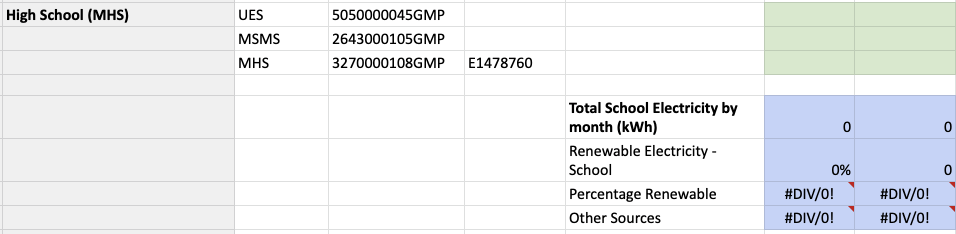 High School (MHS) UES 5050000045GMP
MSMS 2643000105GMP
MHS 3270000108GMP E1478760
Total School Electricity by
month (kWh) 0 0
Renewable Electricity -
School 0% 0
Percentage Renewable #DIV/0! #DIV/0!
Other Sources #DIV/0! #DIV/0!